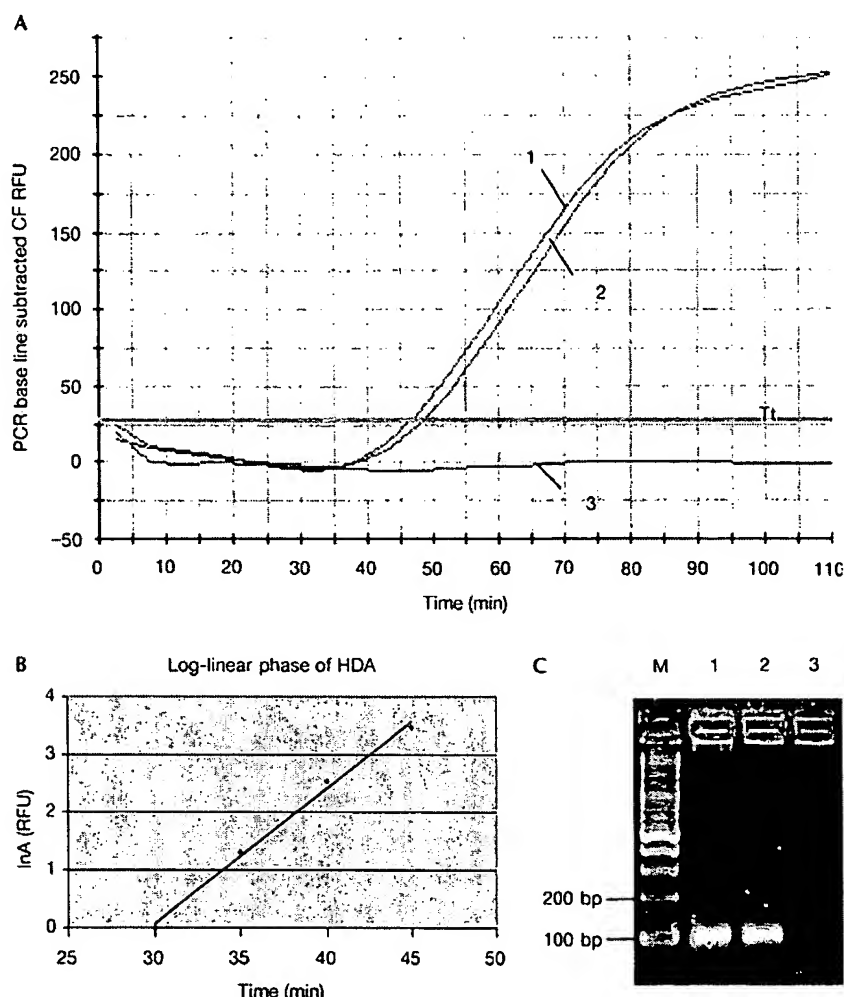 A
PCR base line subtracted CF RFU
250
200
150
100
50
0
−50
1
2
3
Tt
0 10 20 30 40 50 60 70 80 90 100 110
Time (min)
B
Log-linear phase of HDA
lnA (RFU)
4
3
2
1
0
25 30 35 40 45 50
Time (min)
C
M 1 2 3
200 bp
100 bp